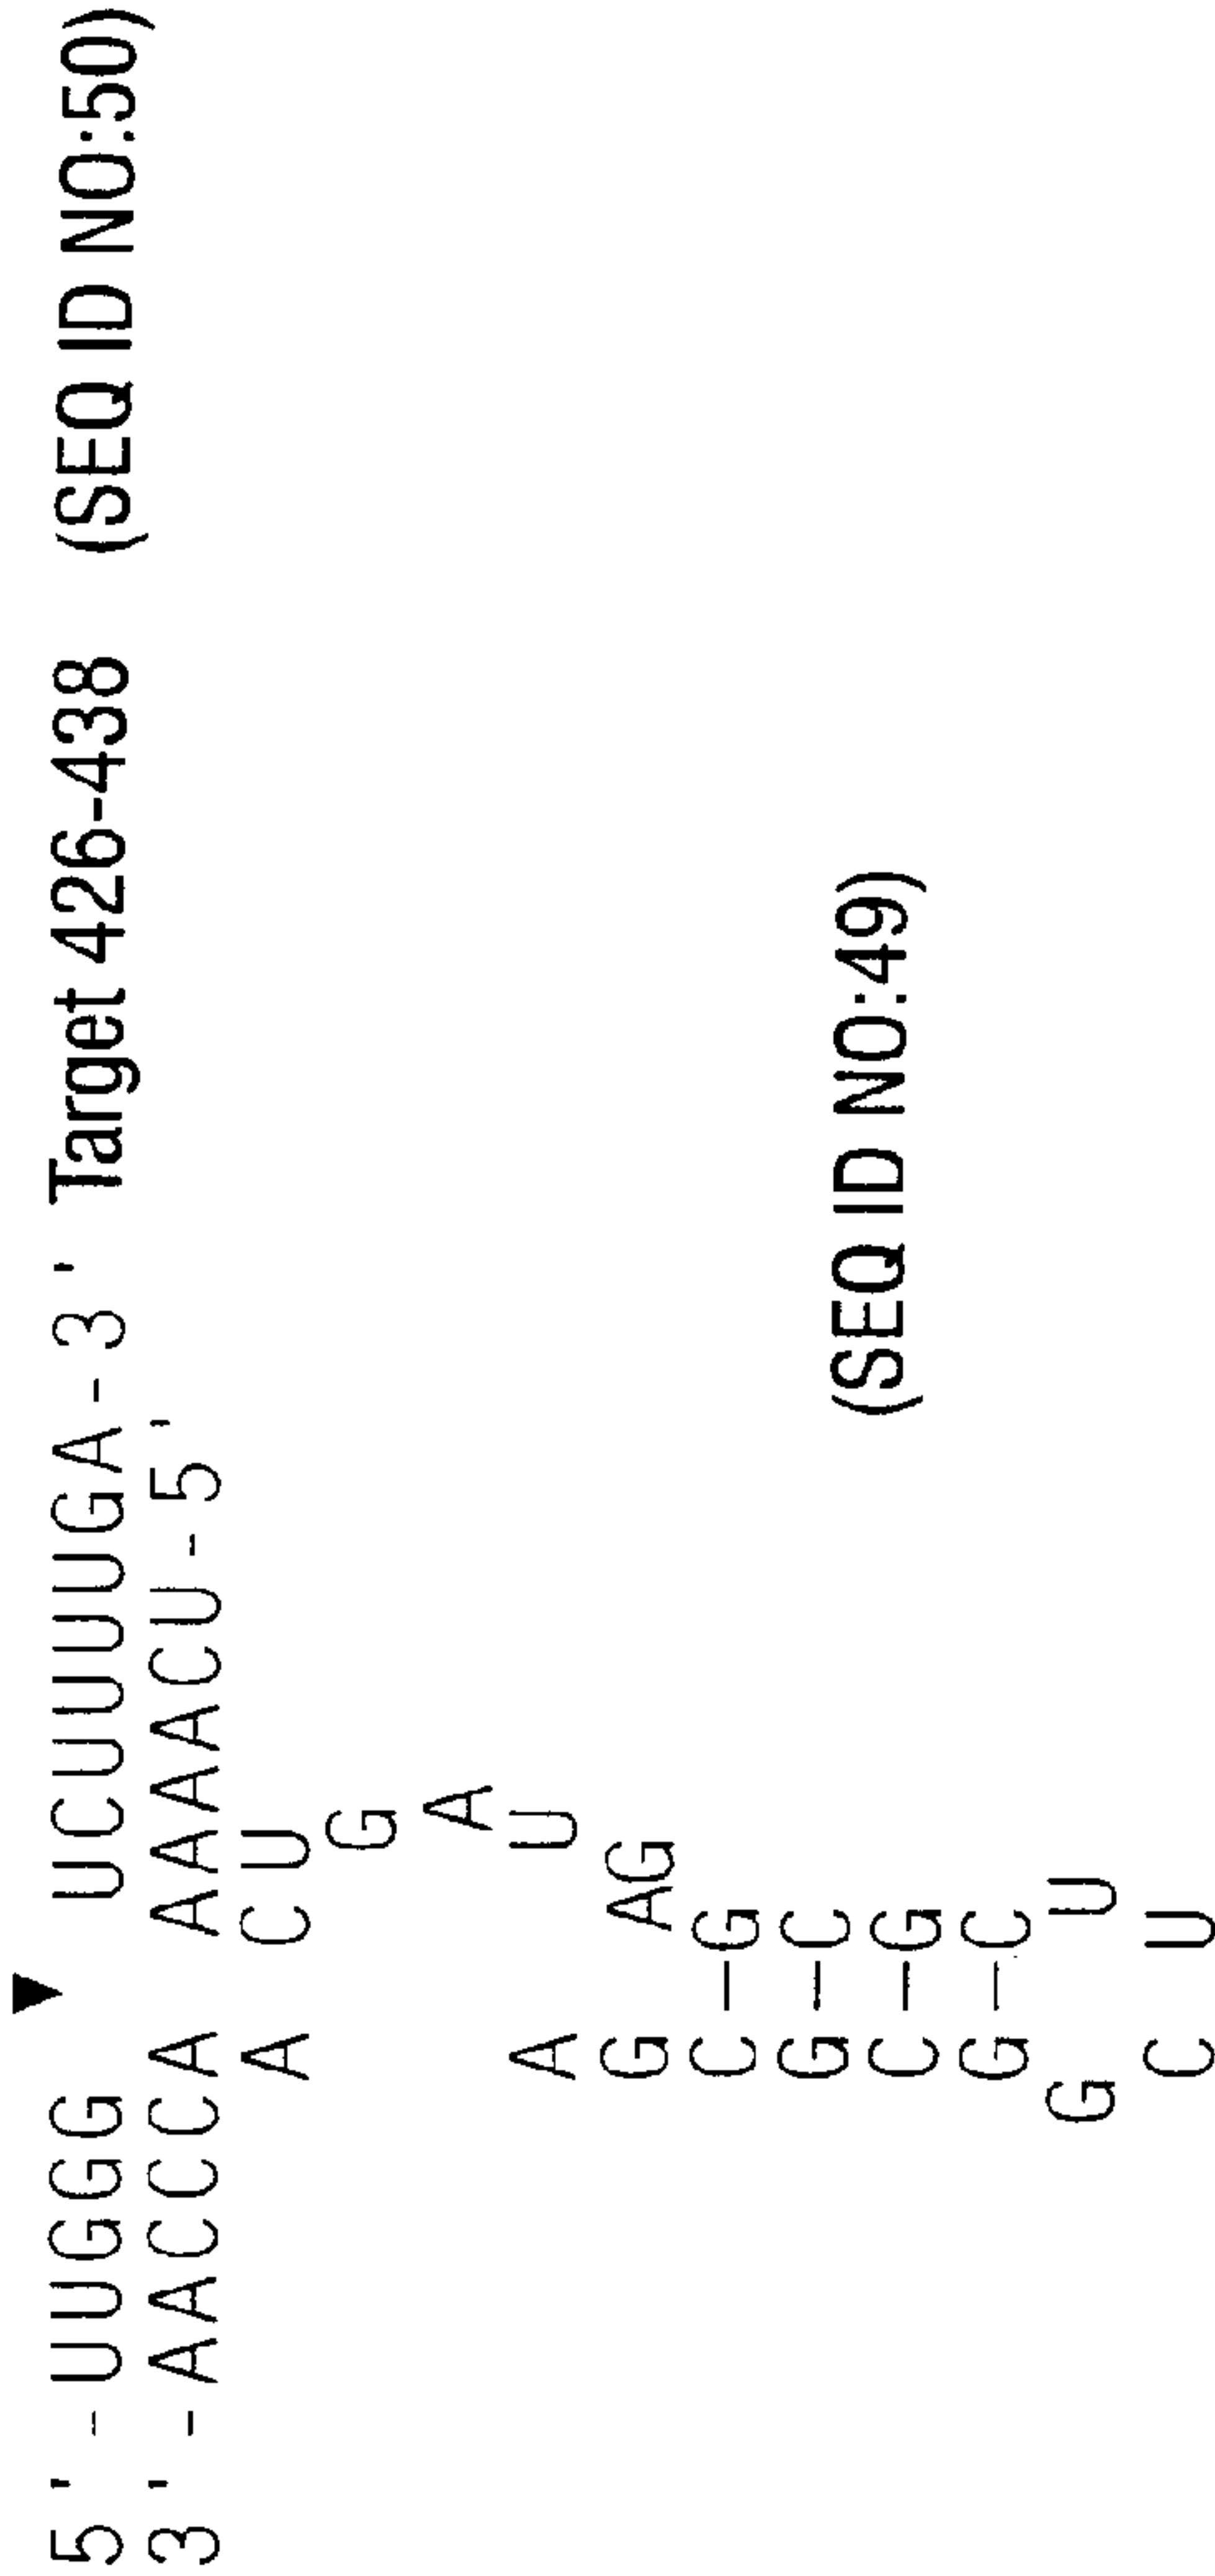 5'-UUGGG UCUUUUGA-3' Target 426-438 (SEQ ID NO:50)
3'-AACCCA AAAACU-5'
A CU
G
A
A U
G AG
C–G
G–C
C–G (SEQ ID NO:49)
G–C
G U
C U